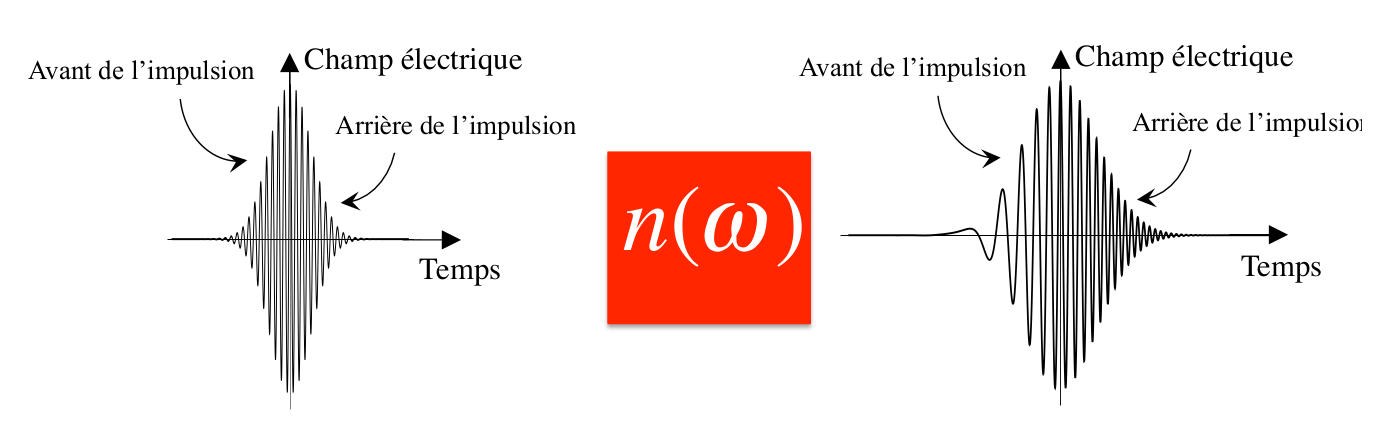 Champ électrique
Avant de l’impulsion
Arrière de l’impulsion
Temps
n(ω)
Champ électrique
Avant de l’impulsion
Arrière de l’impulsion
Temps